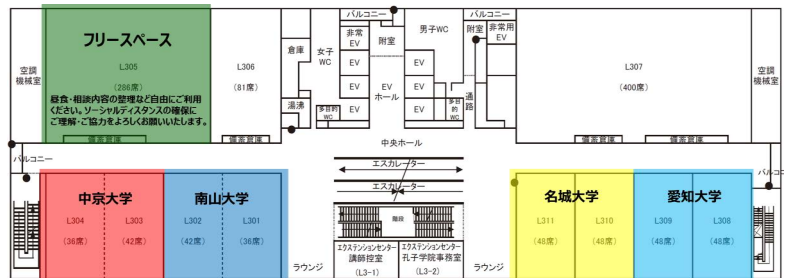 バルコニー
バルコニー
フリースペース
L305
(286席)
昼食・相談内容の整理など自由にご利用
ください。ソーシャルディスタンスの確保に
ご理解・ご協力をよろしくお願いいたします。
空調
機械室
L306
(81席)
倉庫
湯沸
女子
WC
多目的
WC
非常
EV
EV
EV
EV
附室
EV
ホール
男子WC
EV
EV
EV
多目
的
WC
附室
通路
非常用
EV
L307
(400席)
空調
機械室
備蓄倉庫
備蓄倉庫
備蓄倉庫
備蓄倉庫
バルコニー
バルコニー
中央ホール
エスカレーター
エスカレーター
階段
中京大学
L304
(36席)
L303
(42席)
南山大学
L302
(42席)
L301
(36席)
ラウンジ
エクステンションセンター
講師控室
(L3-1)
エクステンションセンター
孔子学院事務室
(L3-2)
ラウンジ
名城大学
L311
(48席)
L310
(48席)
愛知大学
L309
(48席)
L308
(48席)